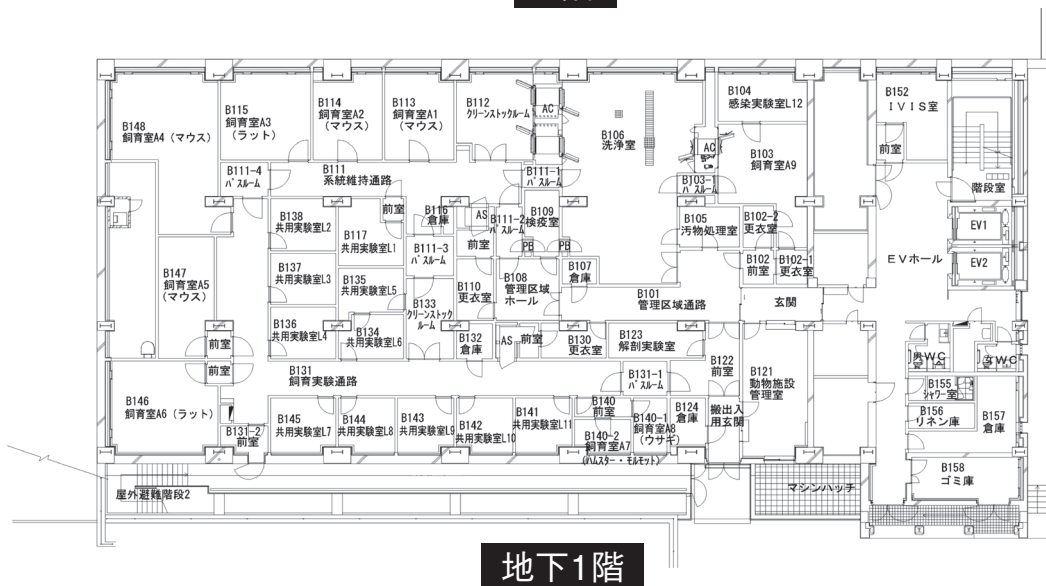 B148
飼育室A4（マウス）
B115
飼育室A3
（ラット）
B114
飼育室A2
（マウス）
B113
飼育室A1
（マウス）
B112
クリーンストックルーム
AC
B106
洗浄室
B104
感染実験室L12
AC
B103
飼育室A9
B152
ＩＶＩＳ室
前室
階段室
B111-4
パスルーム
B111
系統維持通路
B111-1
パスルーム
B103-1
パスルーム
B138
共用実験室L2
B117
共用実験室L1
前室
B116
倉庫
AS
前室
B111-2
パスルーム
B109
検疫室
B105
汚物処理室
B102-2
更衣室
EV1
EV2
ＥＶホール
B111-3
パスルーム
PB
PB
B147
飼育室A5
（マウス）
B137
共用実験室L3
B135
共用実験室L5
B110
更衣室
B108
管理区域
ホール
B107
倉庫
B102
前室
B102-1
更衣室
B101
管理区域通路
玄関
B133
クリーンストック
ルーム
B136
共用実験室L4
B134
共用実験室L6
B132
倉庫
AS
前室
B130
更衣室
B123
解剖実験室
前室
前室
男ＷＣ
女ＷＣ
B131
飼育実験通路
B131-1
パスルーム
B122
前室
B121
動物施設
管理室
B146
飼育室A6（ラット）
B155
シャワー室
B156
リネン庫
B157
倉庫
B131-2
前室
B145
共用実験室L7
B144
共用実験室L8
B143
共用実験室L9
B142
共用実験室L10
B141
共用実験室L11
B140
前室
B140-2
飼育室A7
（ハムスター・モルモット）
B140-1
飼育室A8
（ウサギ）
B124
倉庫
搬出入
用玄関
B158
ゴミ庫
屋外避難階段2
マシンハッチ
地下1階